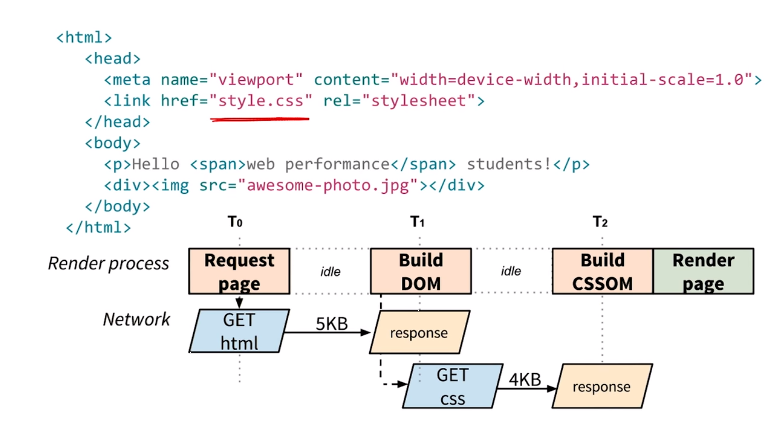 <html>
<head>
<meta name="viewport" content="width=device-width,initial-scale=1.0">
<link href="style.css" rel="stylesheet">
</head>
<body>
<p>Hello <span>web performance</span> students!</p>
<div><img src="awesome-photo.jpg"></div>
</body>
</html>
T0 T1 T2
Render process
Request
page
idle
Build
DOM
idle
Build
CSSOM
Render
page
Network
GET
html
5KB
response
GET
css
4KB
response